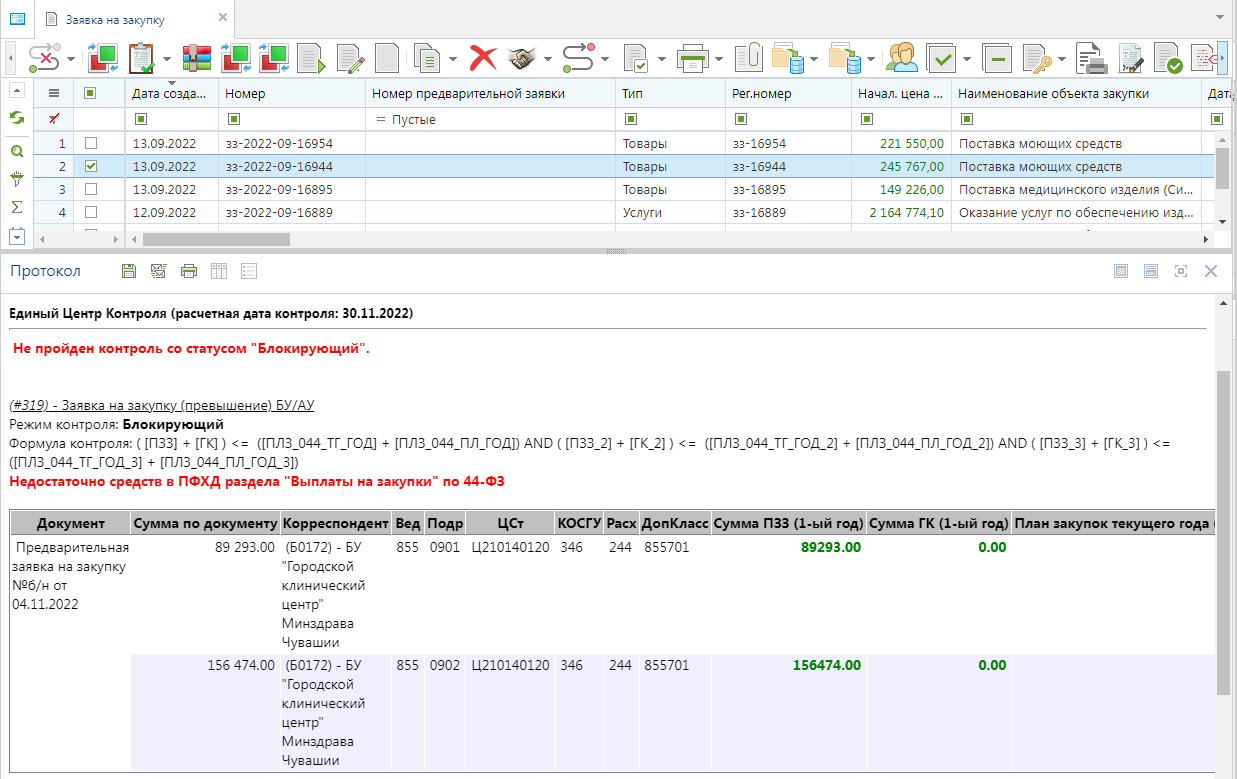 Заявка на закупку
Дата созда... Номер Номер предварительной заявки Тип Рег.номер Начал. цена ... Наименование объекта закупки Дата
= Пустые
1 13.09.2022 зз-2022-09-16954 Товары зз-16954 221 550,00 Поставка моющих средств
2 13.09.2022 зз-2022-09-16944 Товары зз-16944 245 767,00 Поставка моющих средств
3 13.09.2022 зз-2022-09-16895 Товары зз-16895 149 226,00 Поставка медицинского изделия (Си...
4 12.09.2022 зз-2022-09-16889 Услуги зз-16889 2 164 774,10 Оказание услуг по обеспечению изд...
Протокол
Единый Центр Контроля (расчетная дата контроля: 30.11.2022)
Не пройден контроль со статусом "Блокирующий".
(#319) - Заявка на закупку (превышение) БУ/АУ
Режим контроля: Блокирующий
Формула контроля: ( [ПЗЗ] + [ГК] ) <= ([ПЛЗ_044_ТГ_ГОД] + [ПЛЗ_044_ПЛ_ГОД]) AND ( [ПЗЗ_2] + [ГК_2] ) <= ([ПЛЗ_044_ТГ_ГОД_2] + [ПЛЗ_044_ПЛ_ГОД_2]) AND ( [ПЗЗ_3] + [ГК_3] ) <=
([ПЛЗ_044_ТГ_ГОД_3] + [ПЛЗ_044_ПЛ_ГОД_3])
Недостаточно средств в ПФХД раздела "Выплаты на закупки" по 44-ФЗ
Документ Сумма по документу Корреспондент Вед Подр ЦСт КОСГУ Расх ДопКласс Сумма ПЗЗ (1-ый год) Сумма ГК (1-ый год) План закупок текущего года (
Предварительная 89 293.00 (Б0172) - БУ 855 0901 Ц210140120 346 244 855701 89293.00 0.00
заявка на закупку "Городской
№б/н от клинический
04.11.2022 центр"
Минздрава
Чувашии
156 474.00 (Б0172) - БУ 855 0902 Ц210140120 346 244 855701 156474.00 0.00
"Городской
клинический
центр"
Минздрава
Чувашии